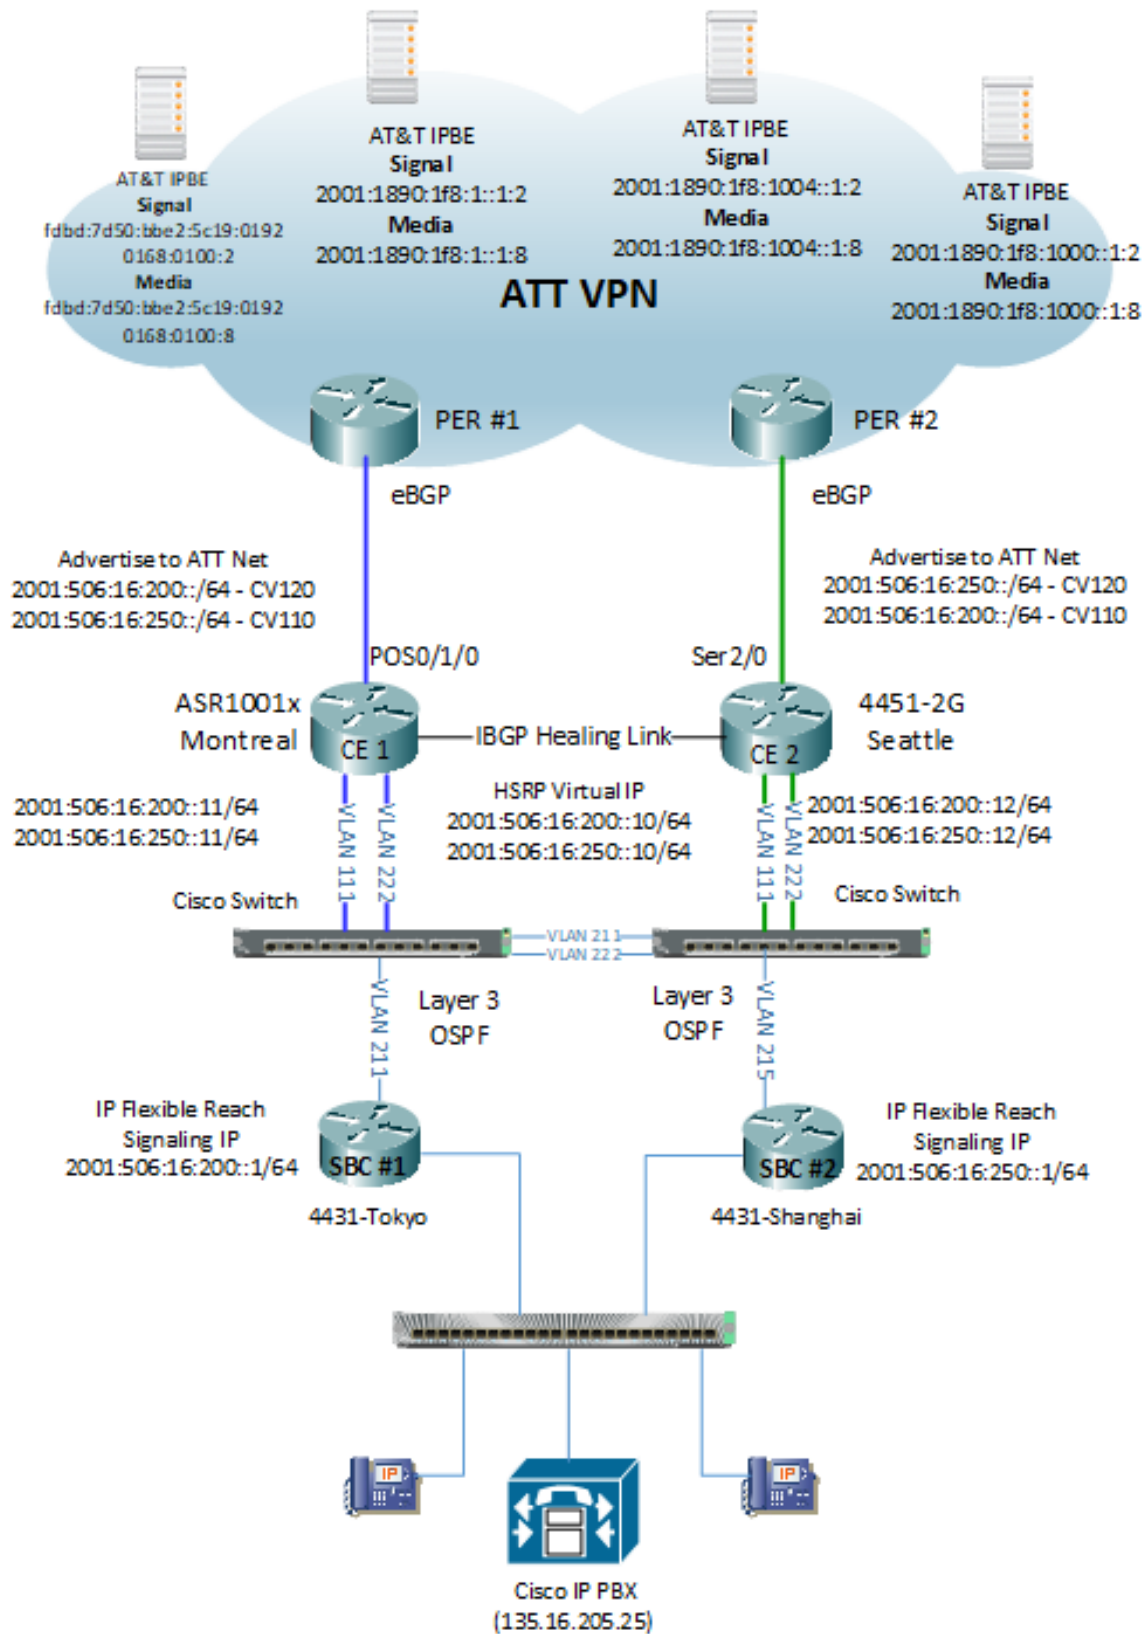 AT&T IPBE
Signal
fdbd:7d50:bbe2:5c19:0192
0168:0100:2
Media
fdbd:7d50:bbe2:5c19:0192
0168:0100:8
AT&T IPBE
Signal
2001:1890:1f8:1::1:2
Media
2001:1890:1f8:1::1:8
AT&T IPBE
Signal
2001:1890:1f8:1004::1:2
Media
2001:1890:1f8:1004::1:8
AT&T IPBE
Signal
2001:1890:1f8:1000::1:2
Media
2001:1890:1f8:1000::1:8
ATT VPN
PER #1
PER #2
eBGP
eBGP
Advertise to ATT Net
2001:506:16:200::/64 - CV120
2001:506:16:250::/64 - CV110
Advertise to ATT Net
2001:506:16:250::/64 - CV120
2001:506:16:200::/64 - CV110
POS0/1/0
Ser2/0
ASR1001x
Montreal
CE 1
IBGP Healing Link
CE 2
4451-2G
Seattle
2001:506:16:200::11/64
2001:506:16:250::11/64
VLAN 111
VLAN 222
HSRP Virtual IP
2001:506:16:200::10/64
2001:506:16:250::10/64
VLAN 111
VLAN 222
2001:506:16:200::12/64
2001:506:16:250::12/64
Cisco Switch
Cisco Switch
VLAN 211
VLAN 222
VLAN 211
Layer 3
OSPF
Layer 3
OSPF
VLAN 215
IP Flexible Reach
Signaling IP
2001:506:16:200::1/64
SBC #1
4431-Tokyo
SBC #2
IP Flexible Reach
Signaling IP
2001:506:16:250::1/64
4431-Shanghai
IP
IP
Cisco IP PBX
(135.16.205.25)